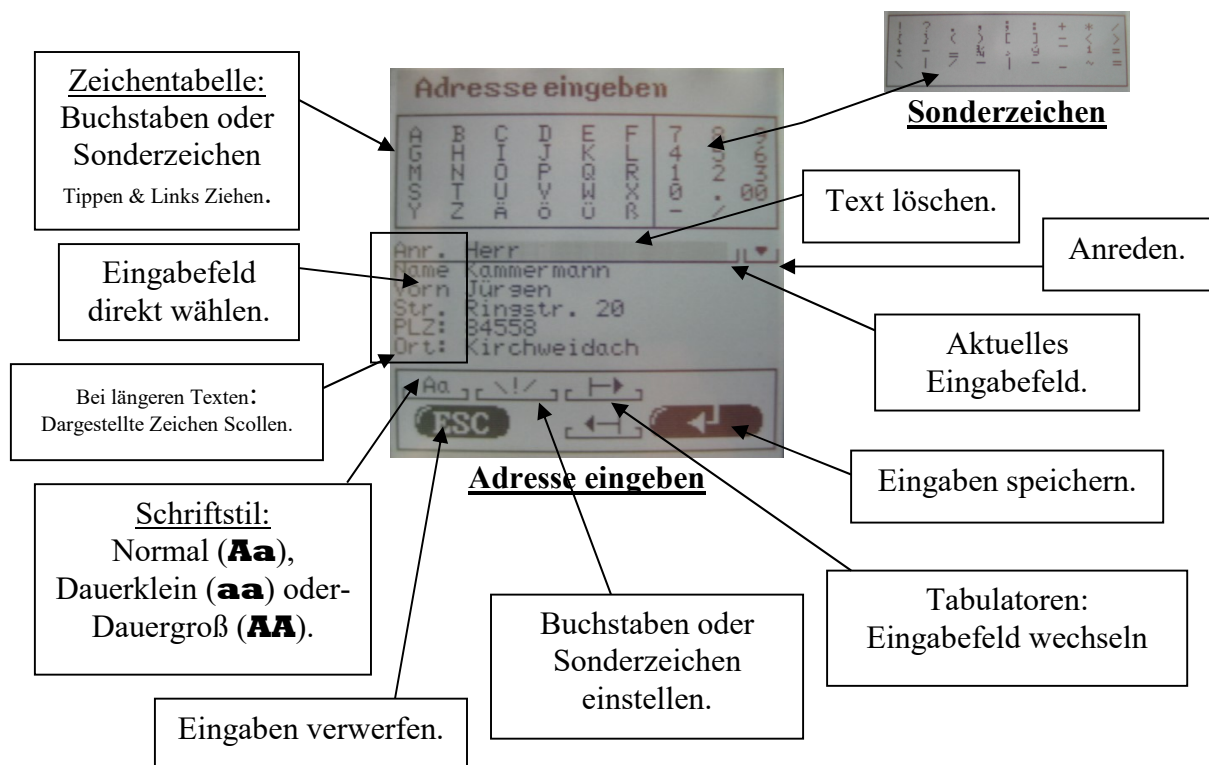 Zeichentabelle:
Buchstaben oder
Sonderzeichen
Tippen & Links Ziehen.
Eingabefeld
direkt wählen.
Bei längeren Texten:
Dargestellte Zeichen Scollen.
Schriftstil:
Normal (Aa),
Dauerklein (aa) oder-
Dauergroß (AA).
Eingaben verwerfen.
Adresse eingeben
A B C D E F 7 8 9
G H I J K L 4 5 6
M N O P Q R 1 2 3
S T U V W X 0 . 00
Y Z Ä Ö Ü ß - /
Anr. Herr
Name Kammermann
Vorn Jürgen
Str. Ringstr. 20
PLZ: 84558
Ort: Kirchweidach
Aa \!/
ESC
Adresse eingeben
Sonderzeichen
Text löschen.
Anreden.
Aktuelles
Eingabefeld.
Eingaben speichern.
Tabulatoren:
Eingabefeld wechseln
Buchstaben oder
Sonderzeichen
einstellen.